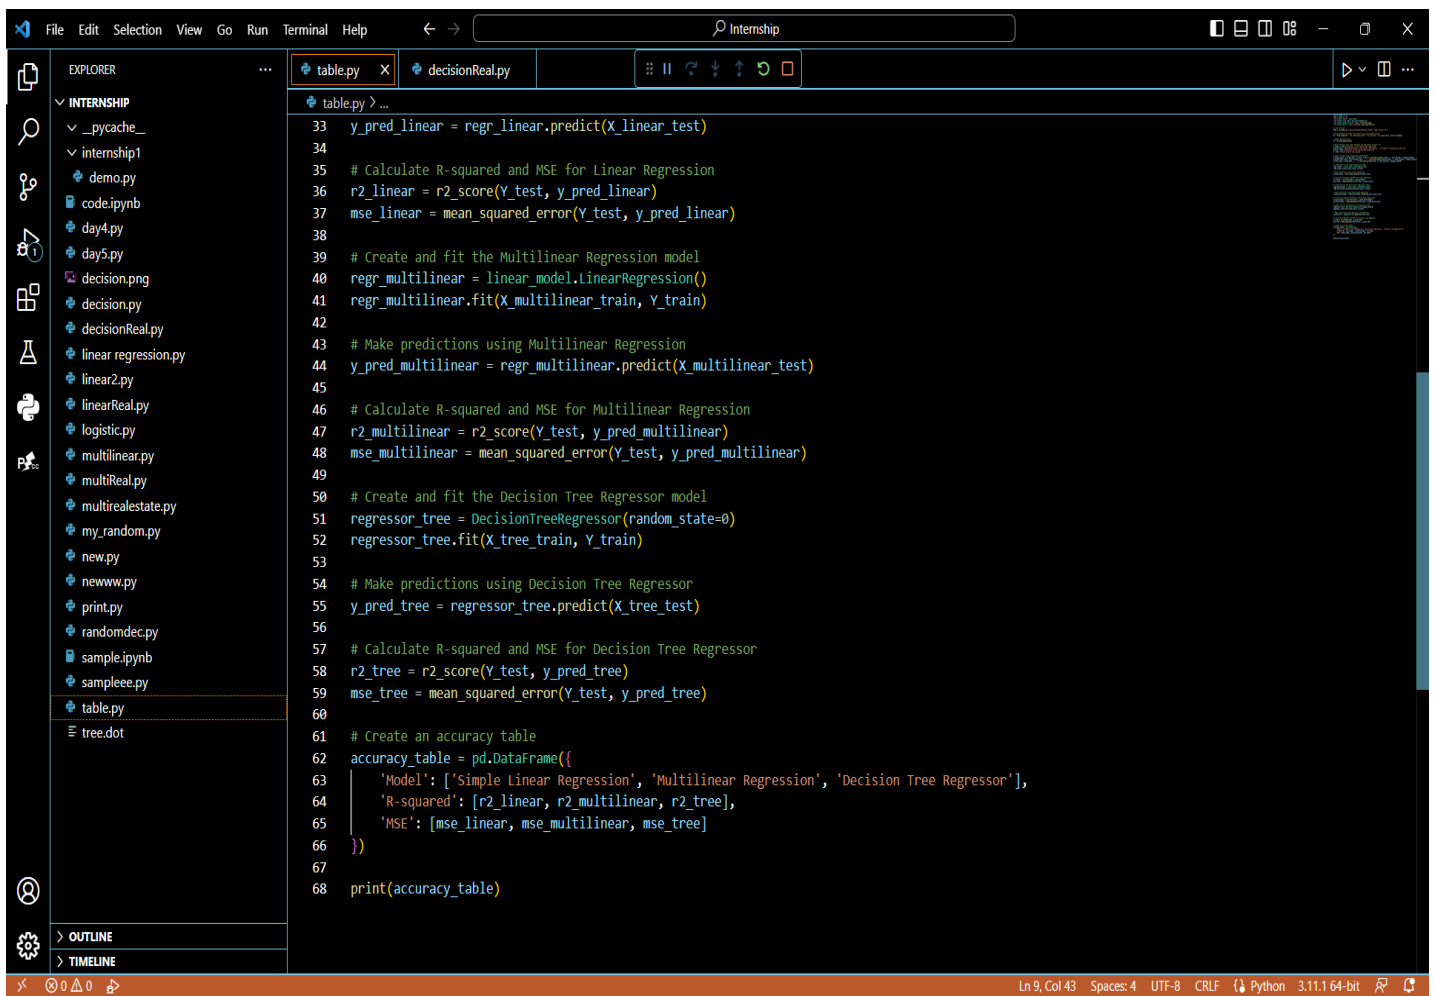 File Edit Selection View Go Run Terminal Help
Internship
EXPLORER
table.py
decisionReal.py
INTERNSHIP
table.py > ...
__pycache__
internship1
demo.py
code.ipynb
day4.py
day5.py
decision.png
decision.py
decisionReal.py
linear regression.py
linear2.py
linearReal.py
logistic.py
multilinear.py
multiReal.py
multirealestate.py
my_random.py
new.py
newww.py
print.py
randomdec.py
sample.ipynb
sampleee.py
table.py
tree.dot
OUTLINE
TIMELINE
1
33 y_pred_linear = regr_linear.predict(X_linear_test)
34
35 # Calculate R-squared and MSE for Linear Regression
36 r2_linear = r2_score(Y_test, y_pred_linear)
37 mse_linear = mean_squared_error(Y_test, y_pred_linear)
38
39 # Create and fit the Multilinear Regression model
40 regr_multilinear = linear_model.LinearRegression()
41 regr_multilinear.fit(X_multilinear_train, Y_train)
42
43 # Make predictions using Multilinear Regression
44 y_pred_multilinear = regr_multilinear.predict(X_multilinear_test)
45
46 # Calculate R-squared and MSE for Multilinear Regression
47 r2_multilinear = r2_score(Y_test, y_pred_multilinear)
48 mse_multilinear = mean_squared_error(Y_test, y_pred_multilinear)
49
50 # Create and fit the Decision Tree Regressor model
51 regressor_tree = DecisionTreeRegressor(random_state=0)
52 regressor_tree.fit(X_tree_train, Y_train)
53
54 # Make predictions using Decision Tree Regressor
55 y_pred_tree = regressor_tree.predict(X_tree_test)
56
57 # Calculate R-squared and MSE for Decision Tree Regressor
58 r2_tree = r2_score(Y_test, y_pred_tree)
59 mse_tree = mean_squared_error(Y_test, y_pred_tree)
60
61 # Create an accuracy table
62 accuracy_table = pd.DataFrame({
63 'Model': ['Simple Linear Regression', 'Multilinear Regression', 'Decision Tree Regressor'],
64 'R-squared': [r2_linear, r2_multilinear, r2_tree],
65 'MSE': [mse_linear, mse_multilinear, mse_tree]
66 })
67
68 print(accuracy_table)
0 0 Ln 9, Col 43 Spaces: 4 UTF-8 CRLF Python 3.11.1 64-bit